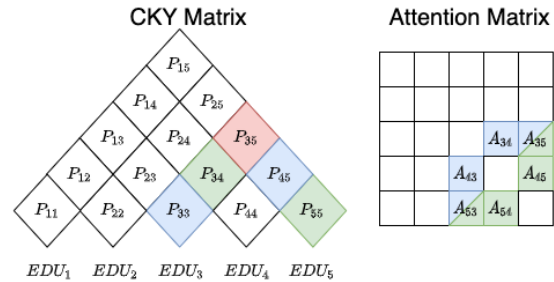 CKY Matrix
Attention Matrix
P15
P14 P25
P13 P24 P35
P12 P23 P34 P45
P11 P22 P33 P44 P55
EDU1 EDU2 EDU3 EDU4 EDU5
A34 A35
A43 A45
A53 A54